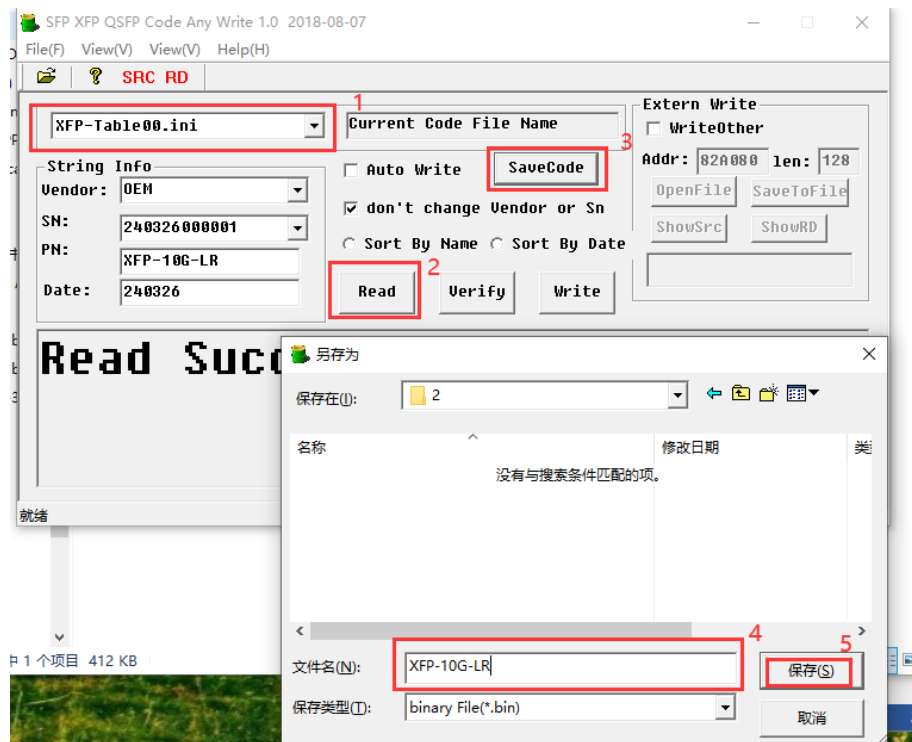 SFP XFP QSFP Code Any Write 1.0 2018-08-07
File(F) View(V) View(V) Help(H)
SRC RD
1
XFP-Table00.ini
Current Code File Name
Extern Write
WriteOther
3
String Info
Auto Write
SaveCode
Addr: 82A080 len: 128
Vendor: OEM
OpenFile SaveToFile
don't change Vendor or Sn
SN: 240326000001
ShowSrc ShowRD
Sort By Name Sort By Date
PN: XFP-10G-LR
2
Date: 240326
Read Verify Write
Read Succ
另存为
保存在(I): 2
名称 修改日期
没有与搜索条件匹配的项。
就绪
4
5
中 1 个项目 412 KB
文件名(N): XFP-10G-LR
保存(S)
保存类型(T): binary File(*.bin)
取消